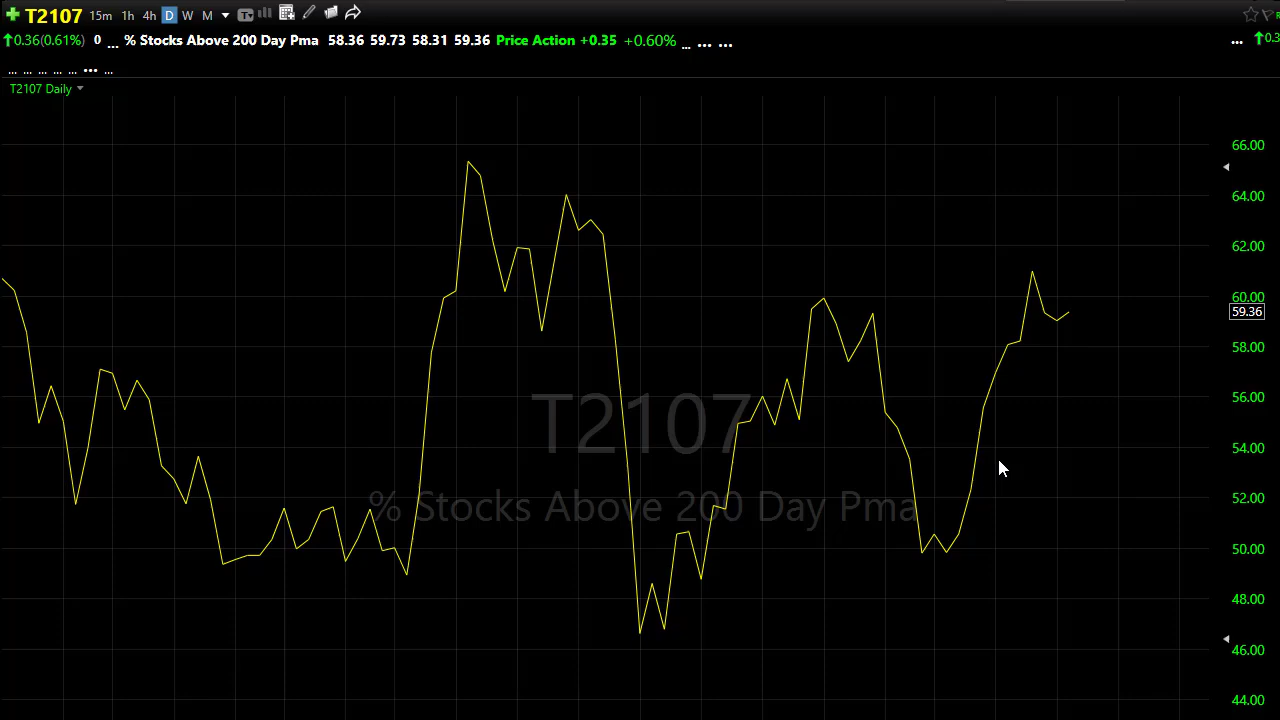 T2107 15m 1h 4h D W M
0.36(0.61%) 0 ... % Stocks Above 200 Day Pma 58.36 59.73 58.31 59.36 Price Action +0.35 +0.60% ... ... ... ... 0.3
... ... ... ... ... ... ...
T2107 Daily
66.00
64.00
62.00
60.00
59.36
58.00
56.00
T2107
54.00
52.00
% Stocks Above 200 Day Pma
50.00
48.00
46.00
44.00